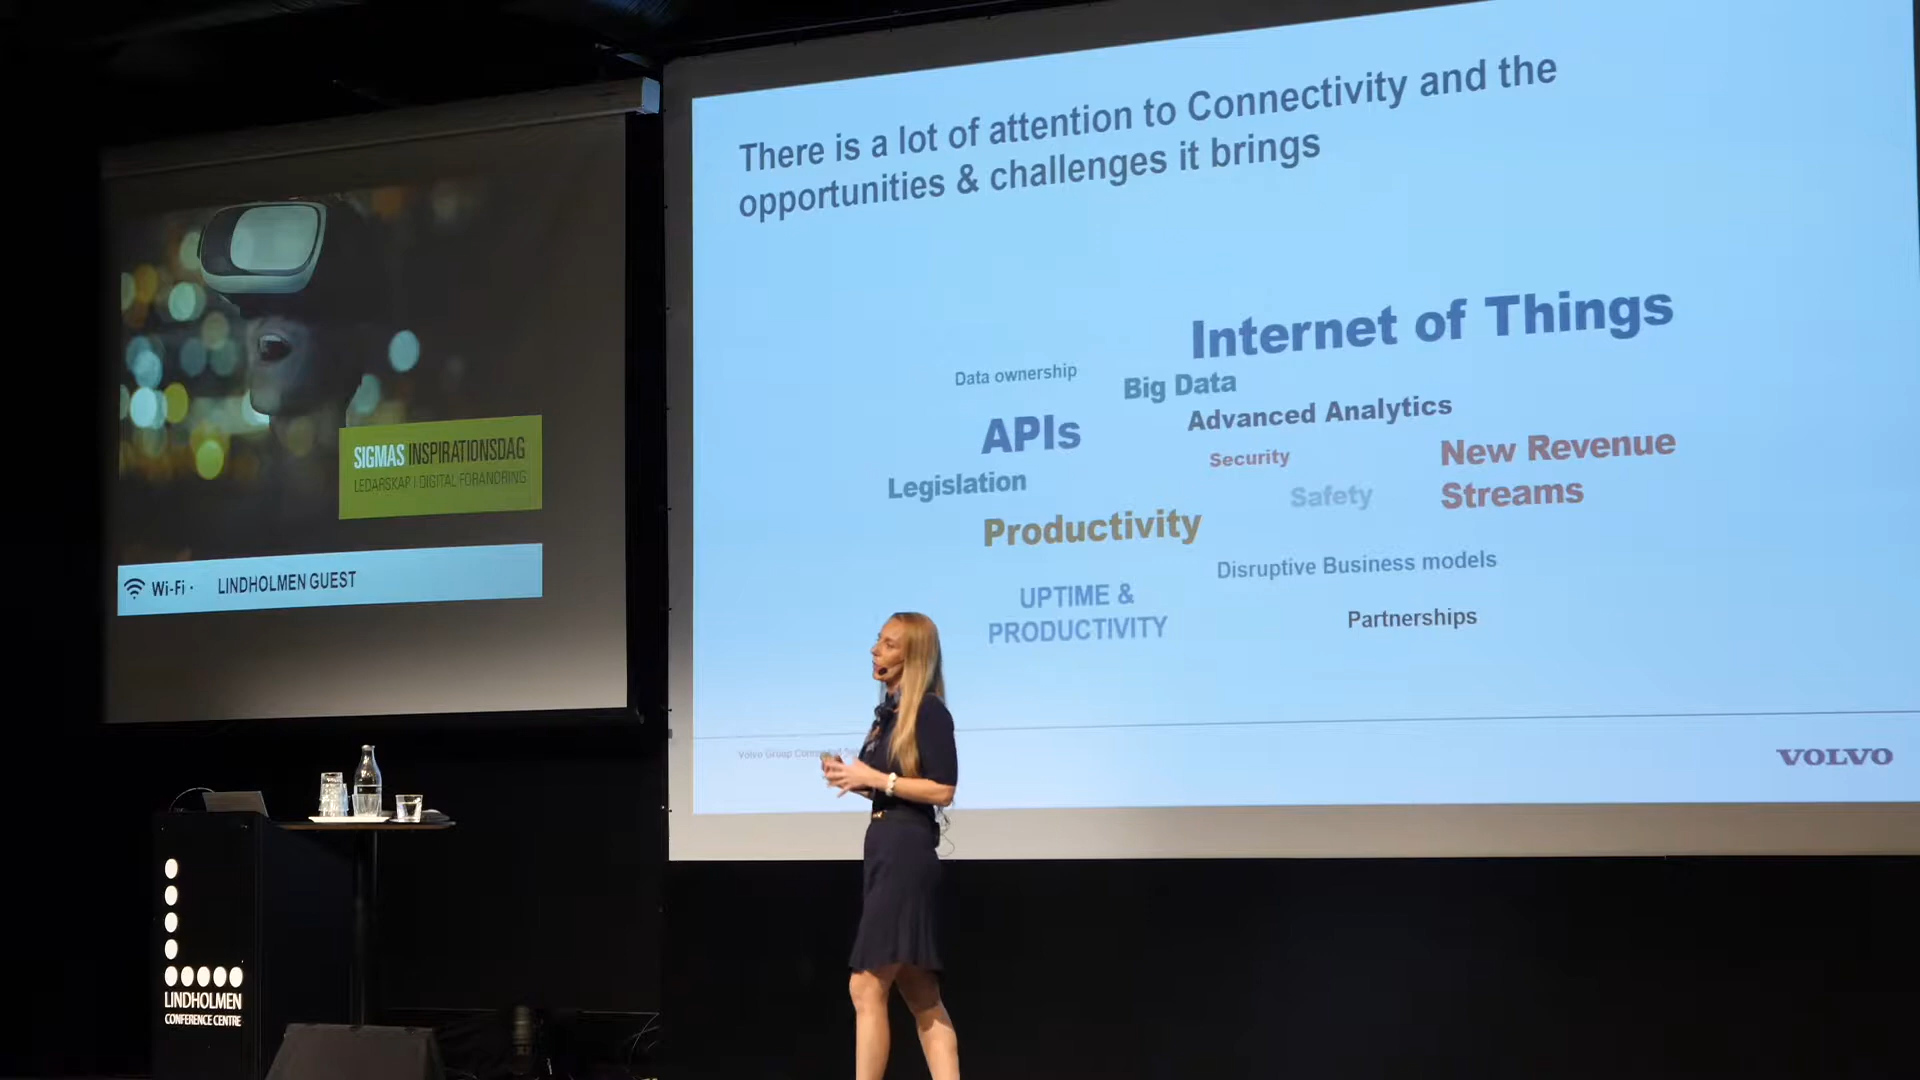 There is a lot of attention to Connectivity and the
opportunities & challenges it brings
Internet of Things
Data ownership
Big Data
APIs
Advanced Analytics
Security
New Revenue
Streams
Legislation
Safety
Productivity
Disruptive Business models
UPTIME &
PRODUCTIVITY
Partnerships
Volvo Group
VOLVO
SIGMAS INSPIRATIONSDAG
LEDARSKAP I DIGITAL FÖRÄNDRING
Wi-Fi · LINDHOLMEN GUEST
LINDHOLMEN
CONFERENCE CENTRE